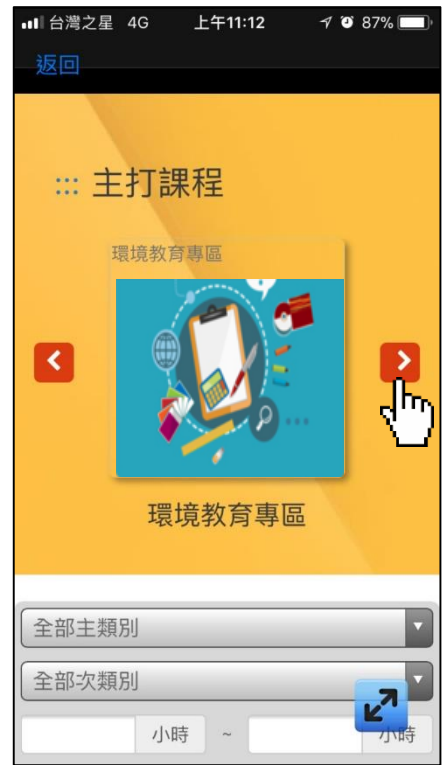 台灣之星 4G 上午11:12 87%
返回
::: 主打課程
環境教育專區
環境教育專區
全部主類別
全部次類別
小時 ~ 小時